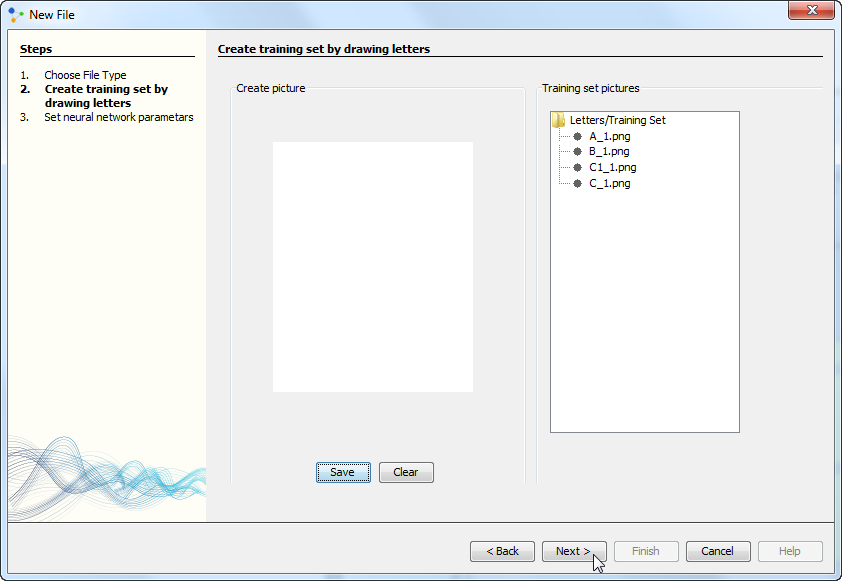 New File
Steps
1. Choose File Type
2. Create training set by
drawing letters
3. Set neural network parametars
Create training set by drawing letters
Create picture
Save
Clear
Training set pictures
Letters/Training Set
A_1.png
B_1.png
C1_1.png
C_1.png
< Back
Next >
Finish
Cancel
Help